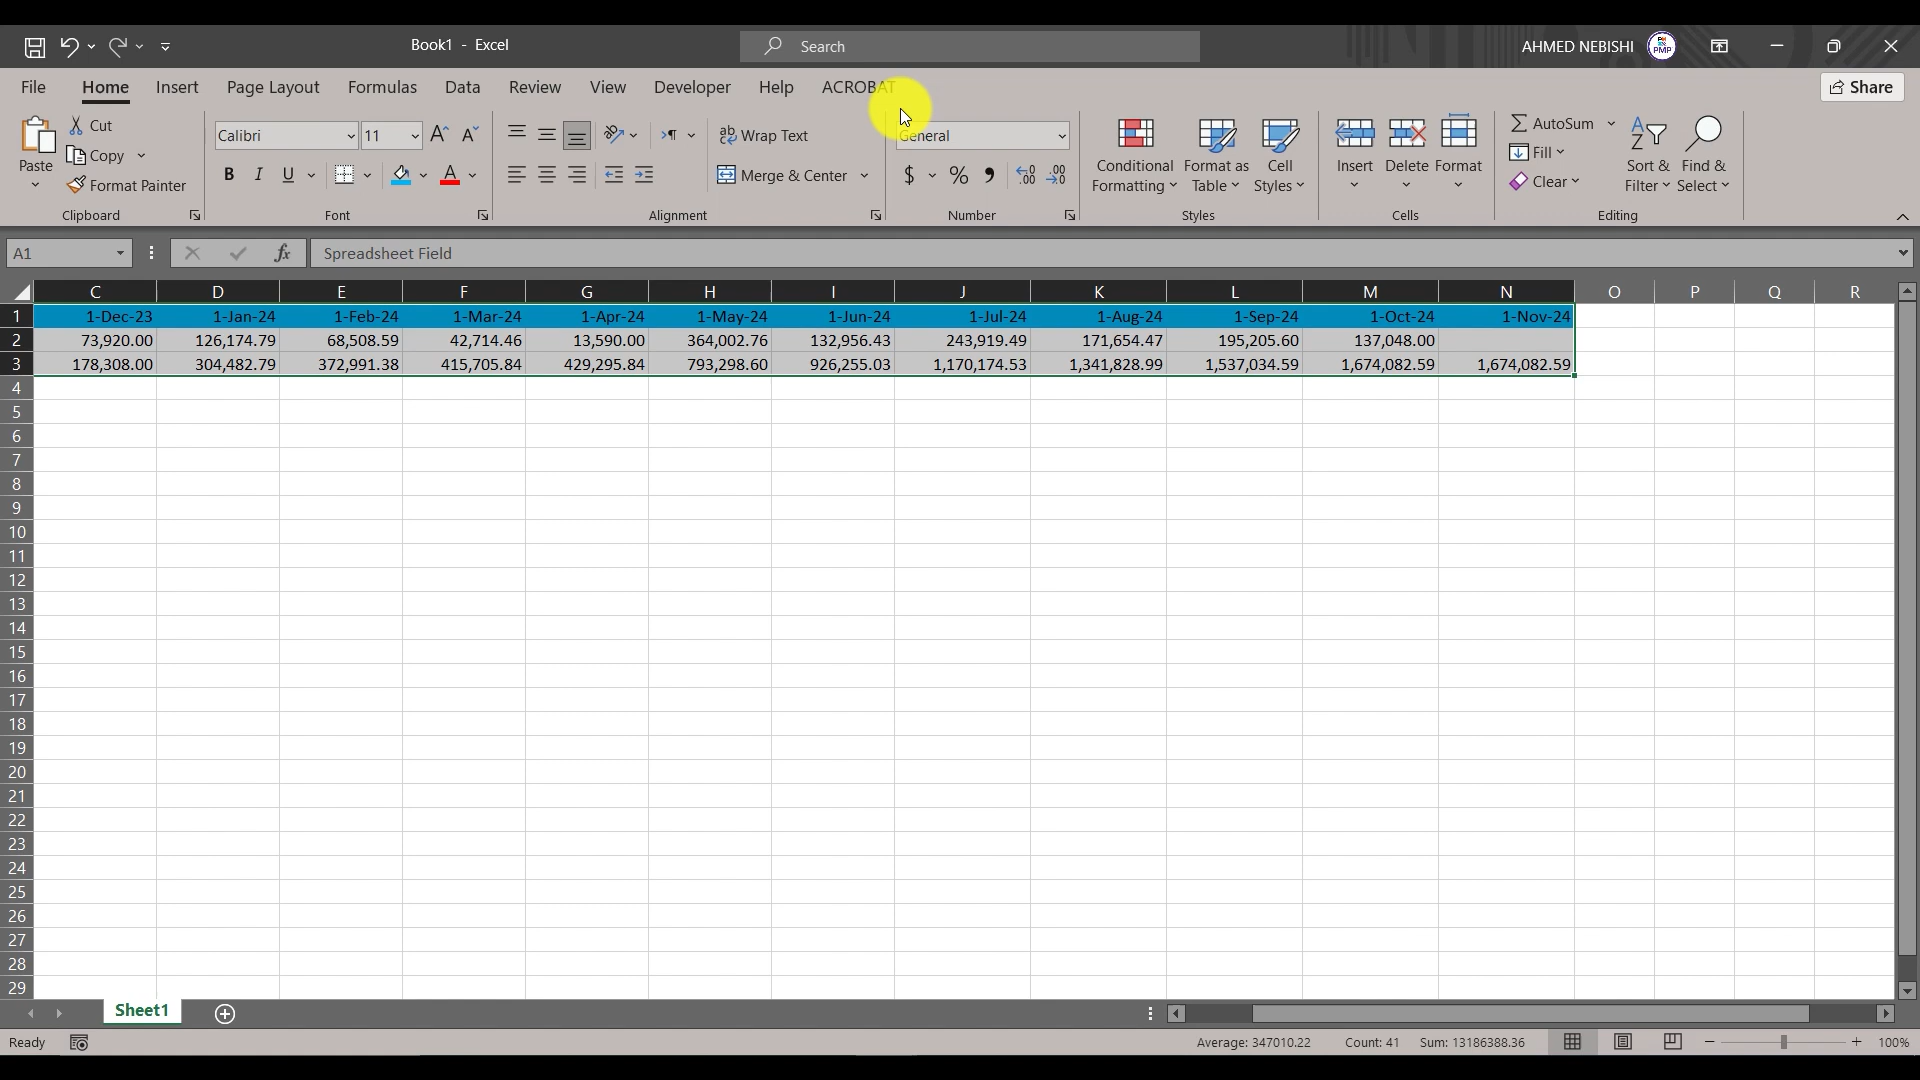 Book1 - Excel
Search
AHMED NEBISHI
PM PMP
File Home Insert Page Layout Formulas Data Review View Developer Help ACROBAT
Share
Cut
Copy
Format Painter
Paste
Clipboard
Calibri 11
B I U
Font
Wrap Text
Merge & Center
Alignment
General
$ % ,
Number
Conditional Formatting
Format as Table
Cell Styles
Styles
Insert Delete Format
Cells
AutoSum
Fill
Clear
Sort & Filter
Find & Select
Editing
A1 fx Spreadsheet Field
C D E F G H I J K L M N O P Q R
1 1-Dec-23 1-Jan-24 1-Feb-24 1-Mar-24 1-Apr-24 1-May-24 1-Jun-24 1-Jul-24 1-Aug-24 1-Sep-24 1-Oct-24 1-Nov-24
2 73,920.00 126,174.79 68,508.59 42,714.46 13,590.00 364,002.76 132,956.43 243,919.49 171,654.47 195,205.60 137,048.00
3 178,308.00 304,482.79 372,991.38 415,705.84 429,295.84 793,298.60 926,255.03 1,170,174.53 1,341,828.99 1,537,034.59 1,674,082.59 1,674,082.59
4
5
6
7
8
9
10
11
12
13
14
15
16
17
18
19
20
21
22
23
24
25
26
27
28
29
Sheet1
Ready Average: 347010.22 Count: 41 Sum: 13186388.36 100%